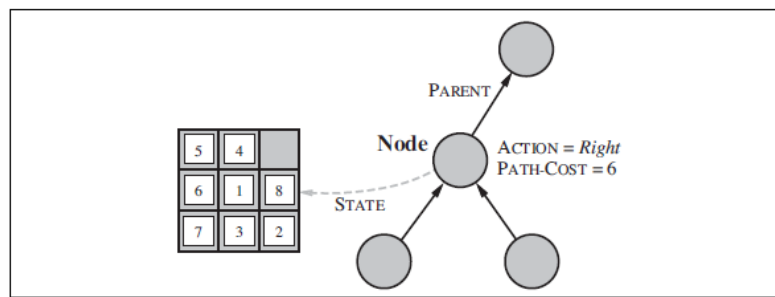 PARENT
Node
ACTION = Right
PATH-COST = 6
5 4
6 1 8
STATE
7 3 2